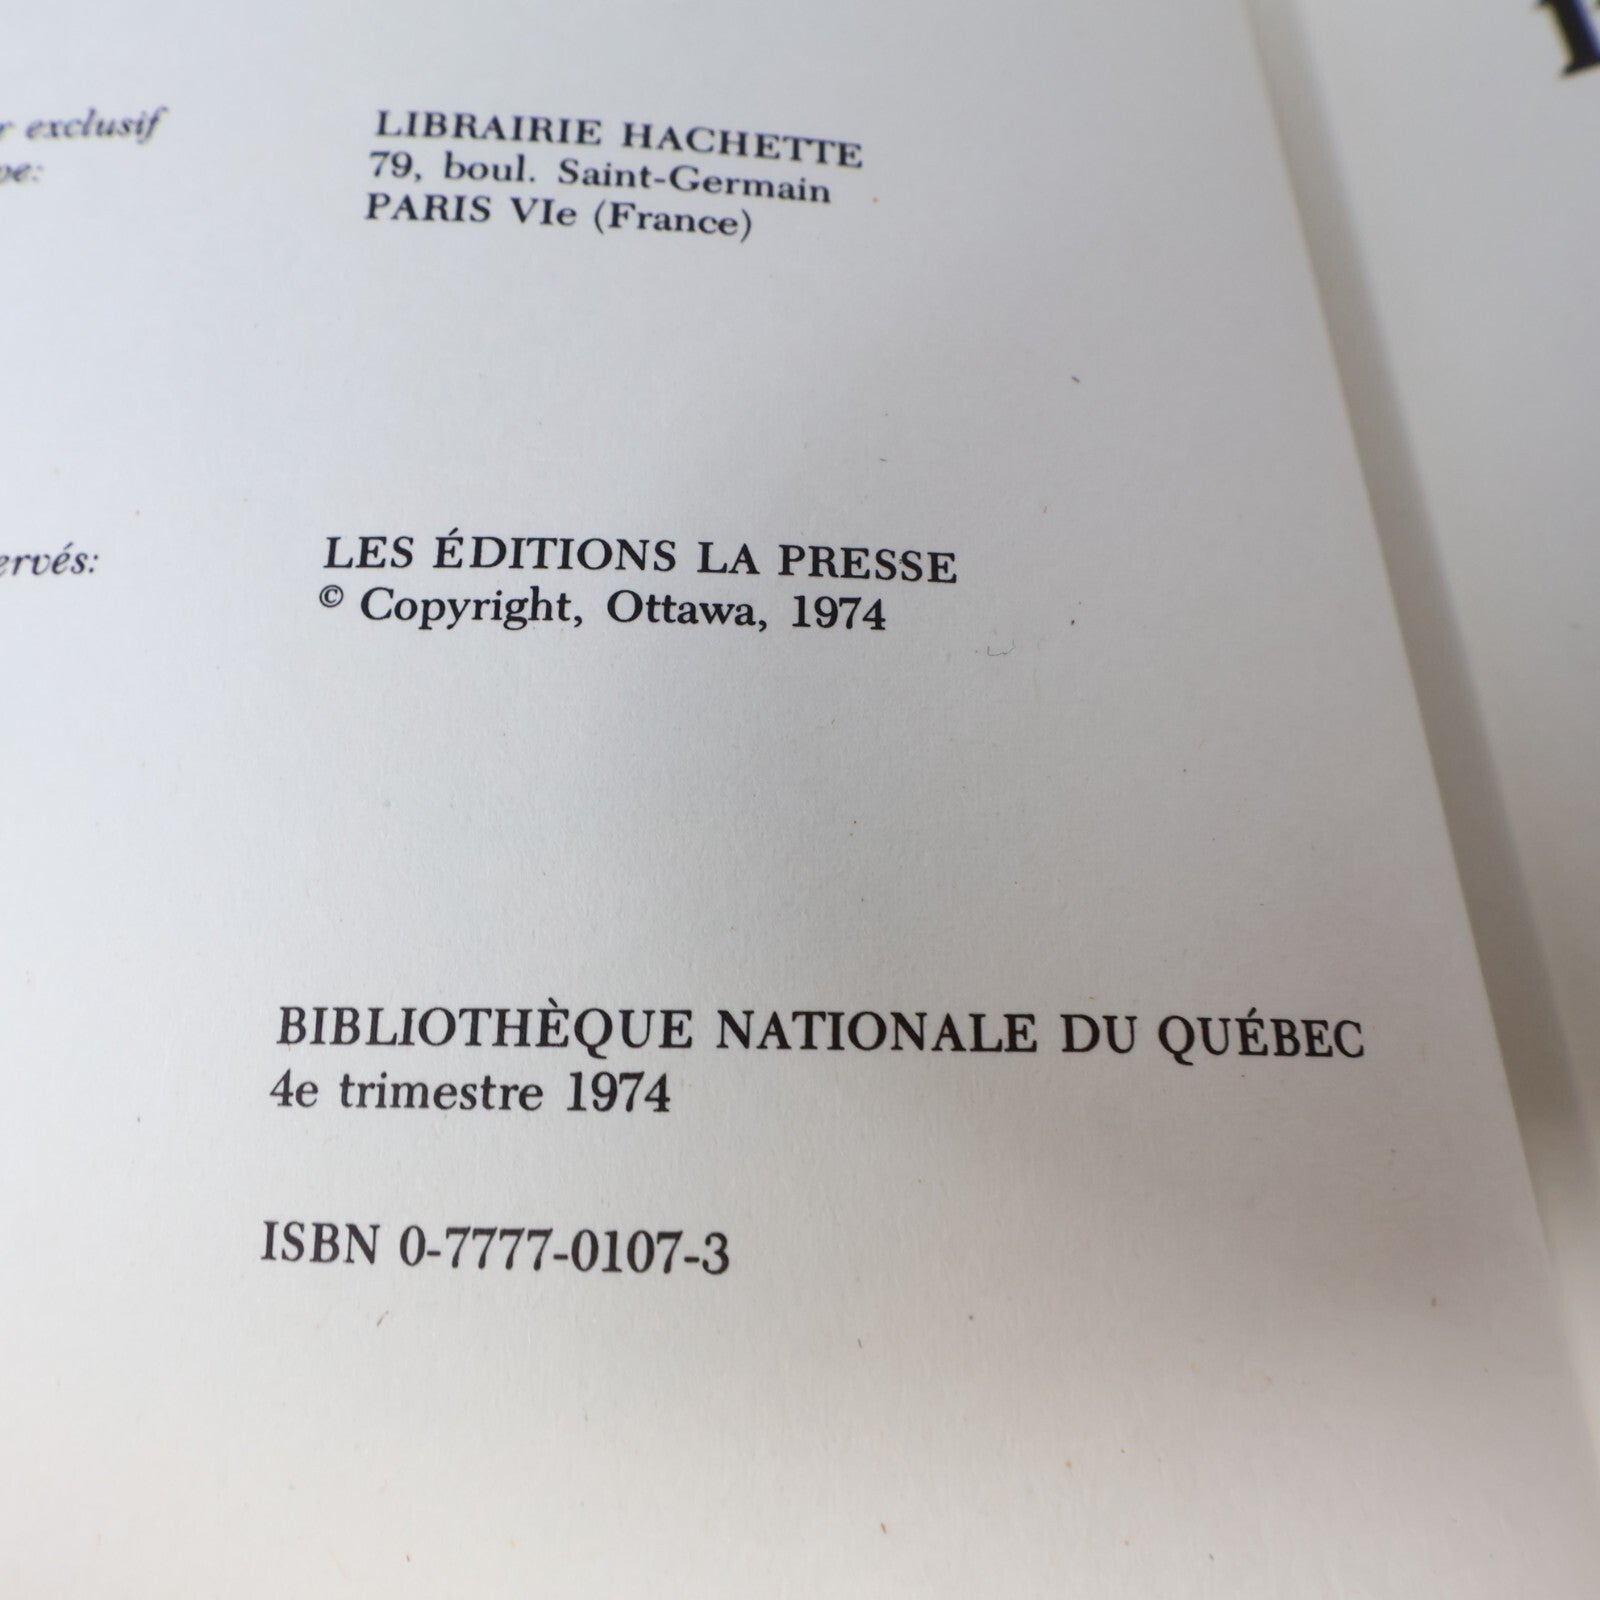 r exclusif
pe:
LIBRAIRIE HACHETTE
79, boul. Saint-Germain
PARIS VIe (France)
ervés:
LES ÉDITIONS LA PRESSE
© Copyright, Ottawa, 1974
BIBLIOTHÈQUE NATIONALE DU QUÉBEC
4e trimestre 1974
ISBN 0-7777-0107-3